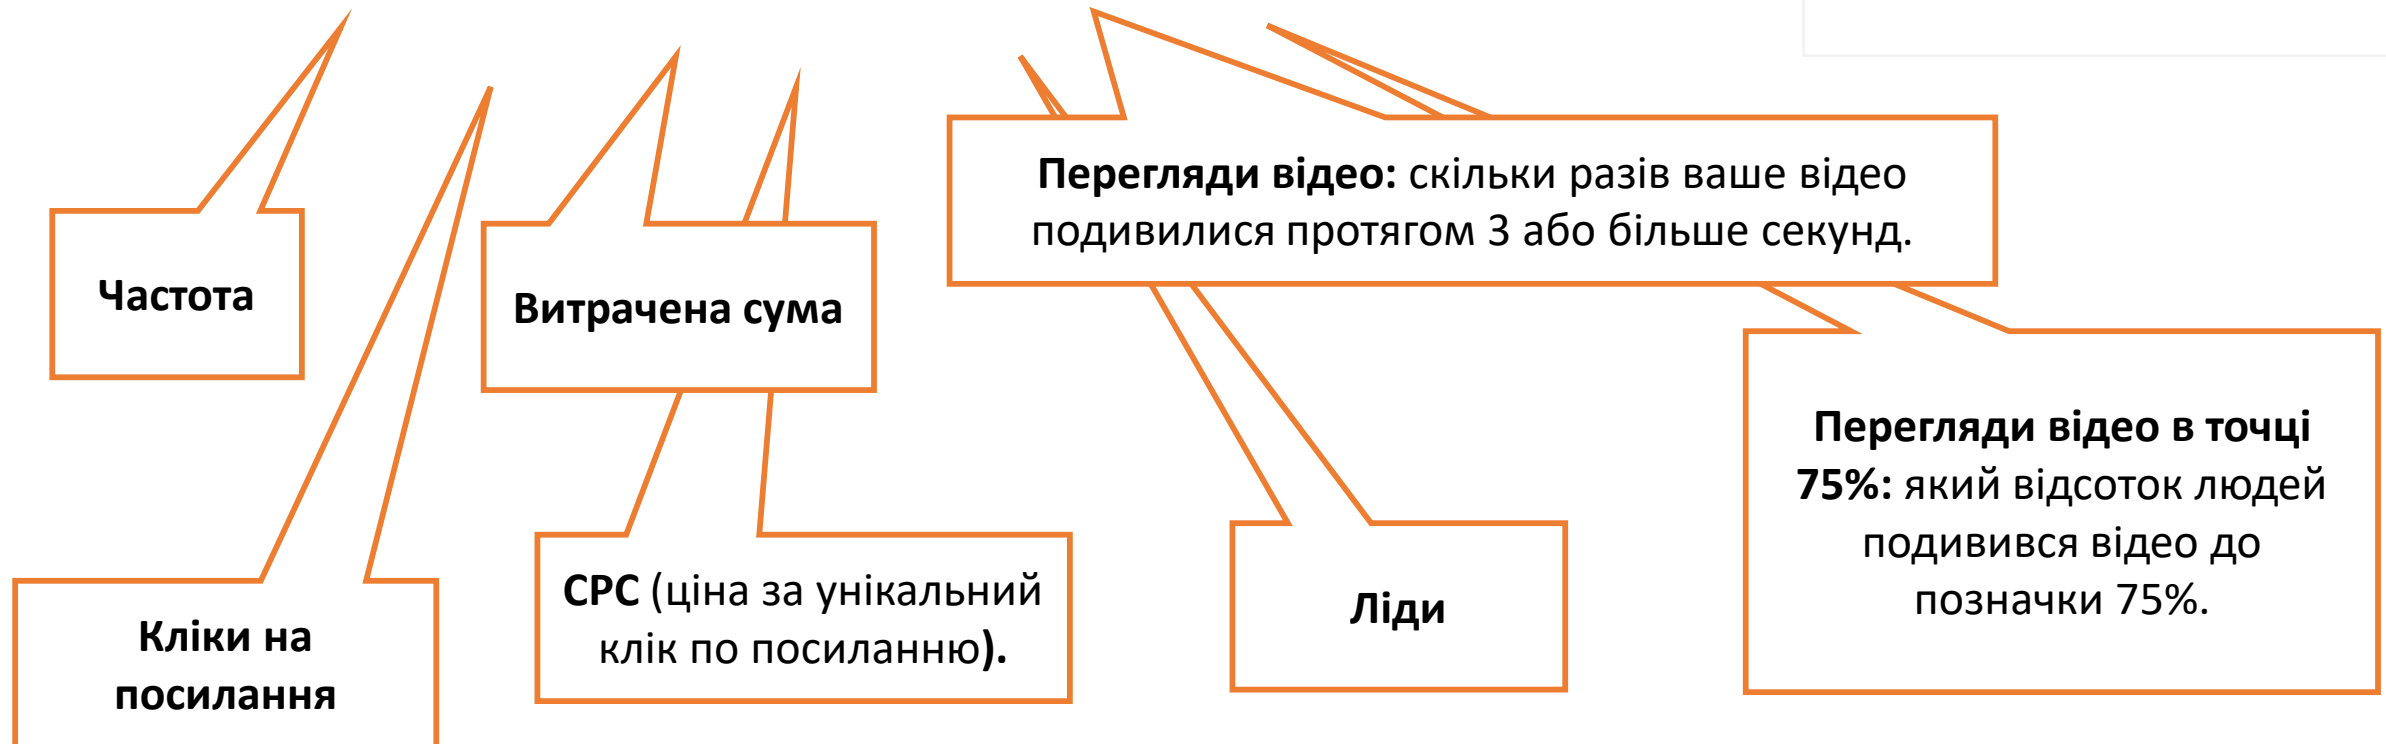 Частота
Витрачена сума
Перегляди відео: скільки разів ваше відео
подивилися протягом 3 або більше секунд.
Кліки на
посилання
CPC (ціна за унікальний
клік по посиланню).
Ліди
Перегляди відео в точці
75%: який відсоток людей
подивився відео до
позначки 75%.